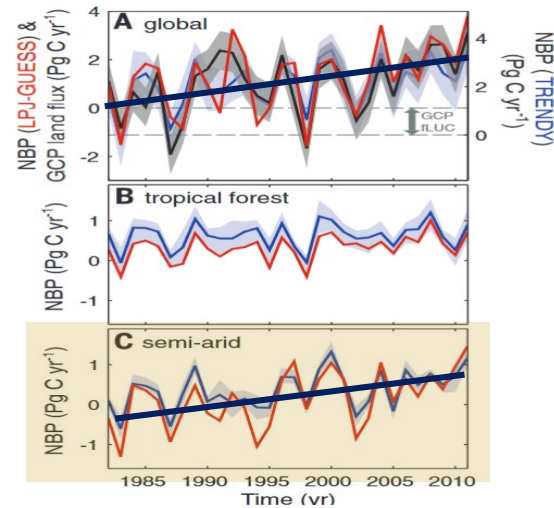 NBP (LPJ-GUESS) &
GCP land flux (Pg C yr-1)
4
2
0
-2
A global
GCP
fLUC
4
2
0
NBP (TRENDY)
(Pg C yr-1)
NBP (Pg C yr-1)
1
0
-1
B tropical forest
NBP (Pg C yr-1)
1
0
-1
C semi-arid
1985 1990 1995 2000 2005 2010
Time (yr)